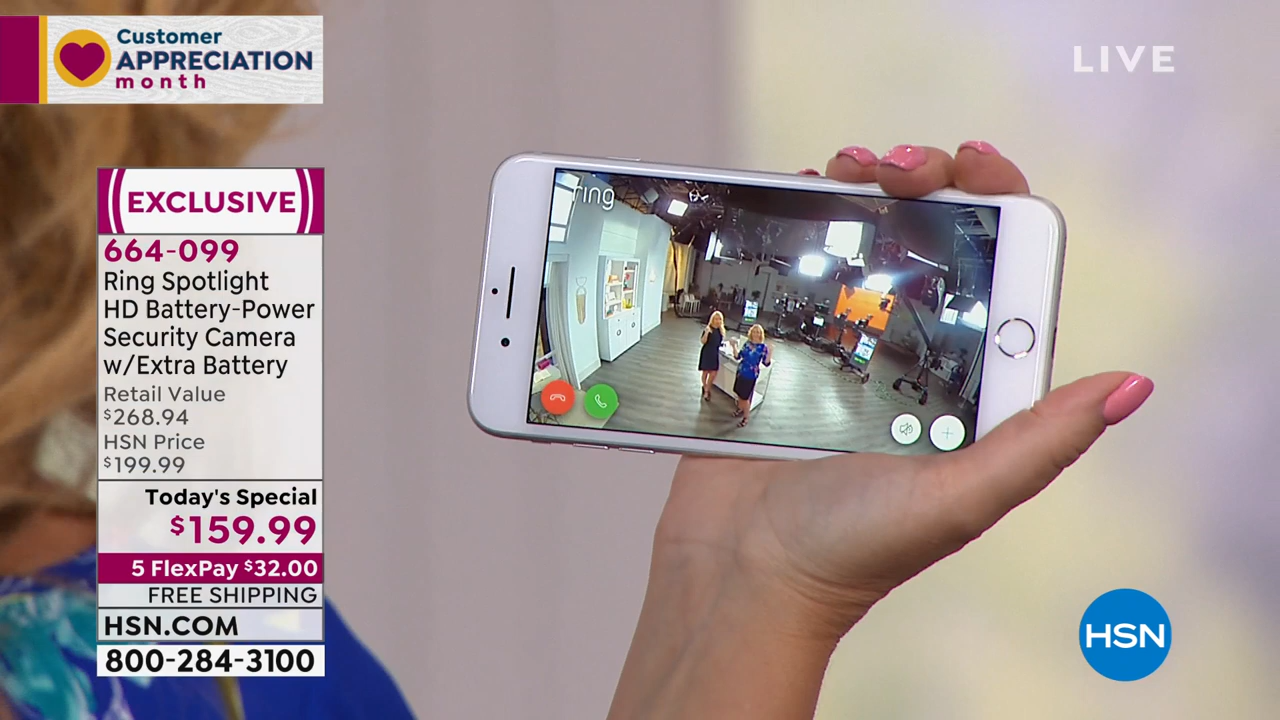 Customer
APPRECIATION
month
LIVE
EXCLUSIVE
664-099
Ring Spotlight
HD Battery-Power
Security Camera
w/Extra Battery
Retail Value
$268.94
HSN Price
$199.99
Today's Special
$159.99
5 FlexPay $32.00
FREE SHIPPING
HSN.COM
800-284-3100
ring
HSN